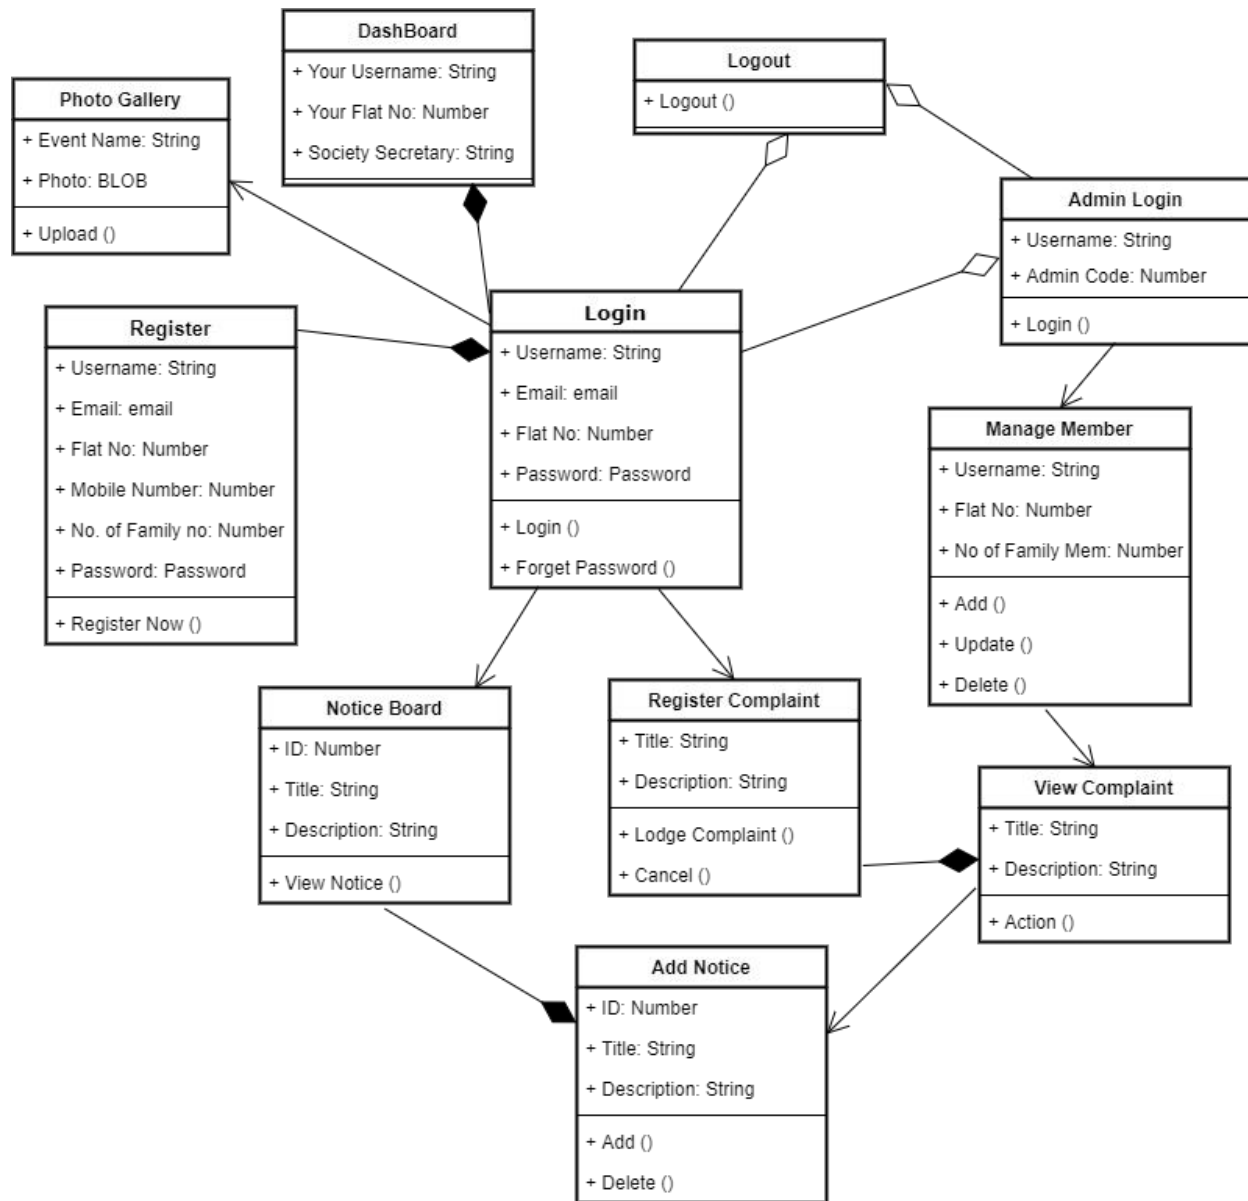 DashBoard
+ Your Username: String
+ Your Flat No: Number
+ Society Secretary: String
Logout
+ Logout ()
Photo Gallery
+ Event Name: String
+ Photo: BLOB
+ Upload ()
Admin Login
+ Username: String
+ Admin Code: Number
+ Login ()
Login
+ Username: String
+ Email: email
+ Flat No: Number
+ Password: Password
+ Login ()
+ Forget Password ()
Register
+ Username: String
+ Email: email
+ Flat No: Number
+ Mobile Number: Number
+ No. of Family no: Number
+ Password: Password
+ Register Now ()
Manage Member
+ Username: String
+ Flat No: Number
+ No of Family Mem: Number
+ Add ()
+ Update ()
+ Delete ()
Notice Board
+ ID: Number
+ Title: String
+ Description: String
+ View Notice ()
Register Complaint
+ Title: String
+ Description: String
+ Lodge Complaint ()
+ Cancel ()
View Complaint
+ Title: String
+ Description: String
+ Action ()
Add Notice
+ ID: Number
+ Title: String
+ Description: String
+ Add ()
+ Delete ()